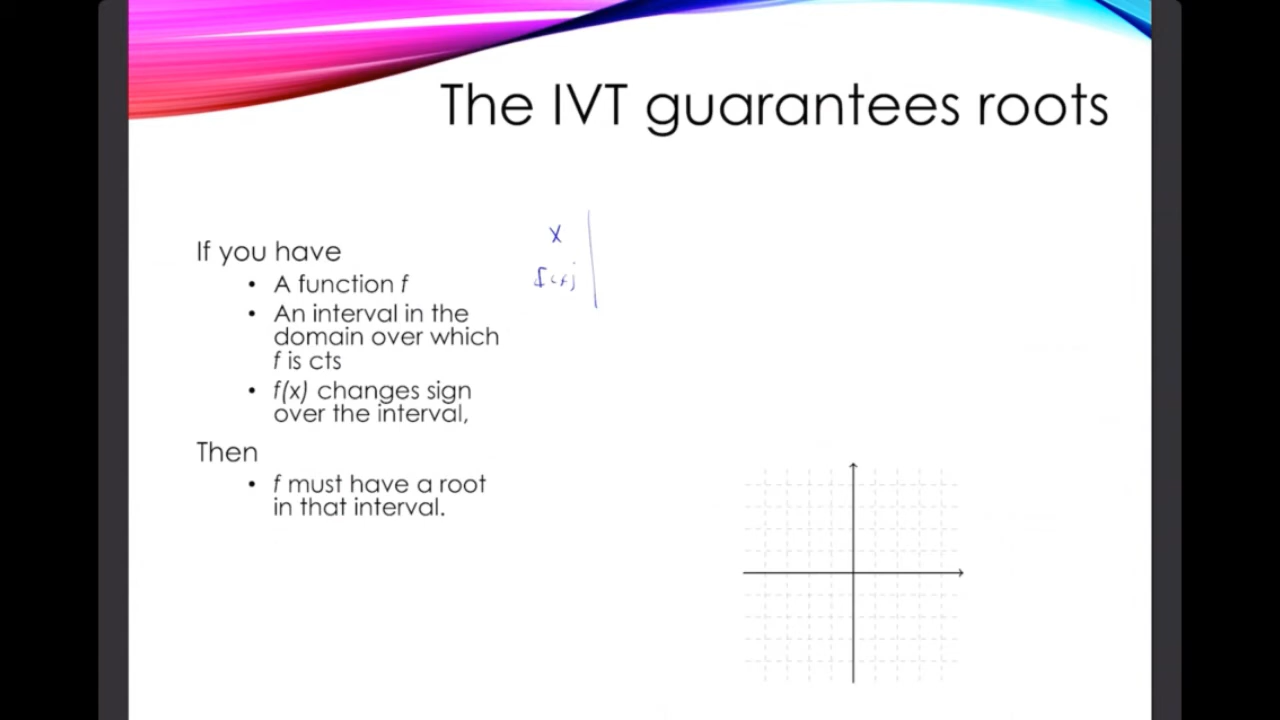 The IVT guarantees roots
If you have
• A function f
• An interval in the
domain over which
f is cts
• f(x) changes sign
over the interval,
Then
• f must have a root
in that interval.
x
f(x)